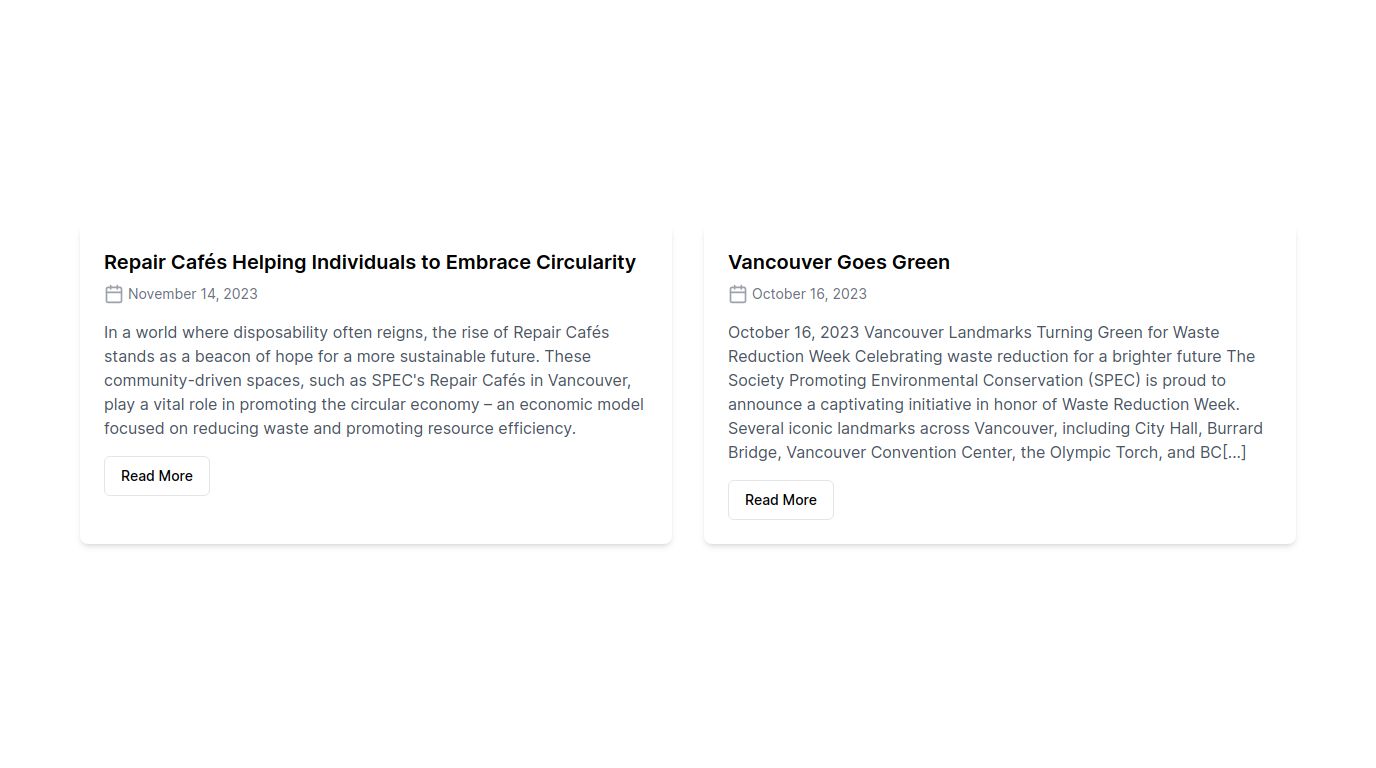 Repair Cafés Helping Individuals to Embrace Circularity
November 14, 2023
In a world where disposability often reigns, the rise of Repair Cafés
stands as a beacon of hope for a more sustainable future. These
community-driven spaces, such as SPEC's Repair Cafés in Vancouver,
play a vital role in promoting the circular economy – an economic model
focused on reducing waste and promoting resource efficiency.
Read More
Vancouver Goes Green
October 16, 2023
October 16, 2023 Vancouver Landmarks Turning Green for Waste
Reduction Week Celebrating waste reduction for a brighter future The
Society Promoting Environmental Conservation (SPEC) is proud to
announce a captivating initiative in honor of Waste Reduction Week.
Several iconic landmarks across Vancouver, including City Hall, Burrard
Bridge, Vancouver Convention Center, the Olympic Torch, and BC[...]
Read More